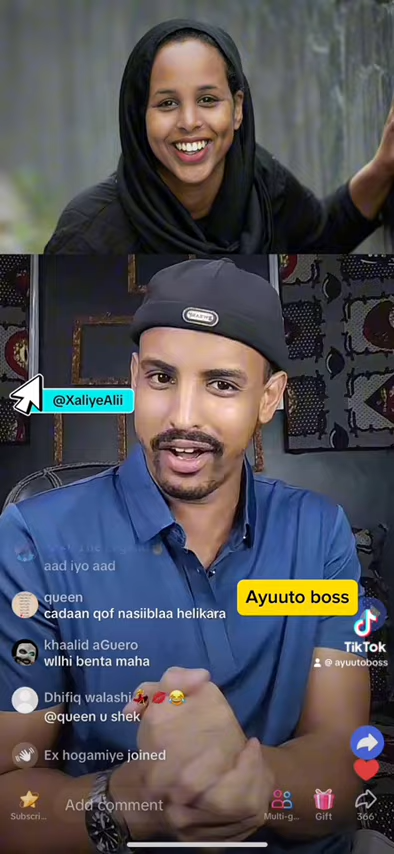 @XaliyeAlii
aad iyo aad
queen
Ayuuto boss
cadaan qof nasiiblaa helikara
TikTok
khaalid aGuero
wllhi benta maha
@ayuutoboss
Dhifiq walashi💃💋😂
@queen u shek
Ex hogamiye joined
Add comment
Subscri...
Multi-g...
Gift
366